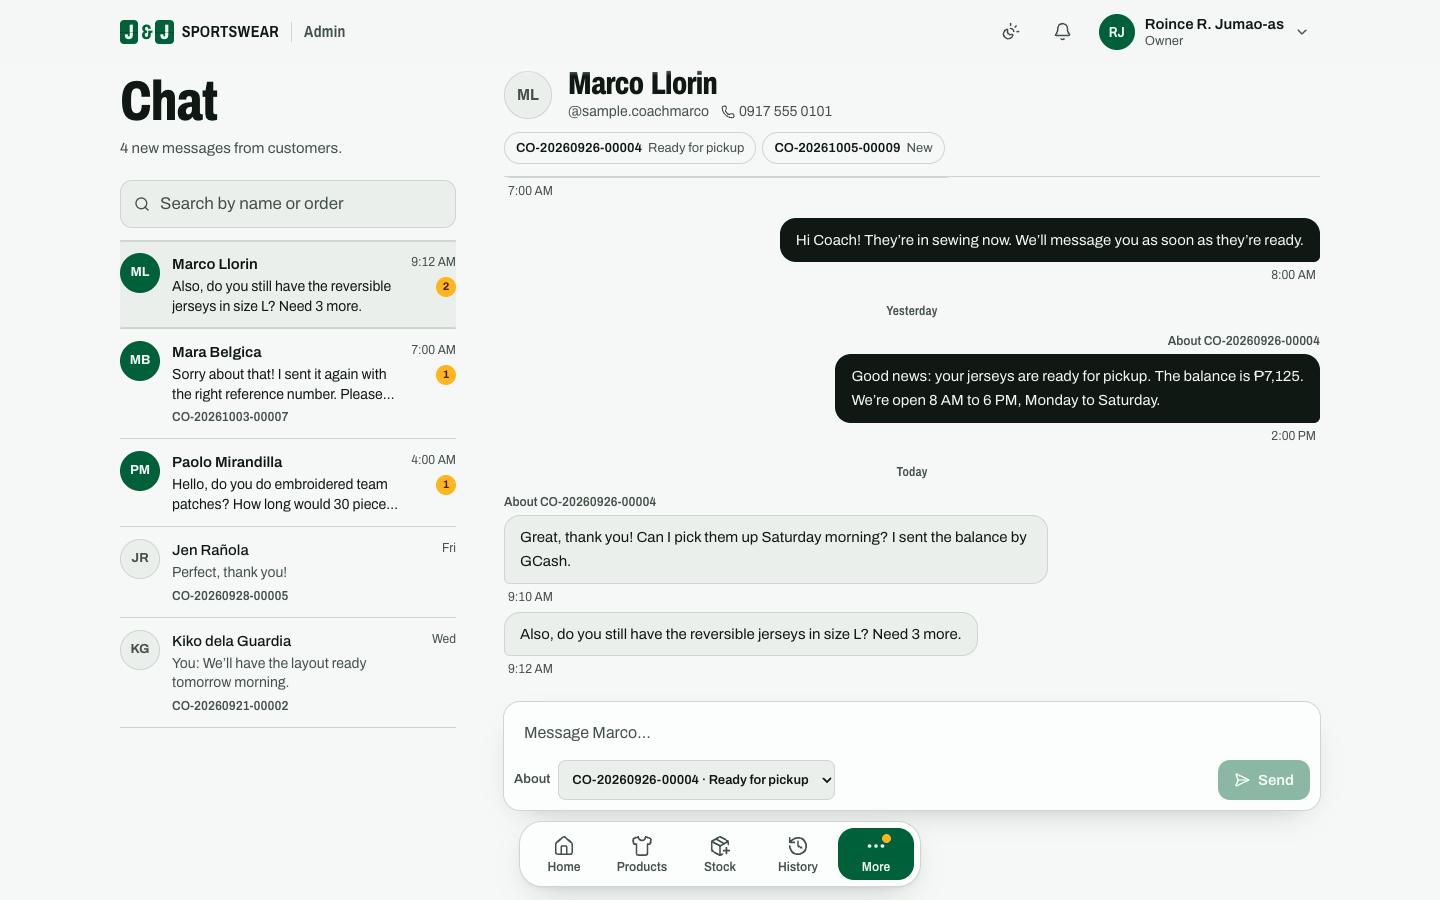 J & J SPORTSWEAR Admin
RJ
Roince R. Jumao-as
Owner
Chat
4 new messages from customers.
Search by name or order
ML
Marco Llorin
9:12 AM
Also, do you still have the reversible
jerseys in size L? Need 3 more.
2
MB
Mara Belgica
7:00 AM
Sorry about that! I sent it again with
the right reference number. Please...
1
CO-20261003-00007
PM
Paolo Mirandilla
4:00 AM
Hello, do you do embroidered team
patches? How long would 30 piece...
1
JR
Jen Rañola
Fri
Perfect, thank you!
CO-20260928-00005
KG
Kiko dela Guardia
Wed
You: We’ll have the layout ready
tomorrow morning.
CO-20260921-00002
ML
Marco Llorin
@sample.coachmarco 0917 555 0101
CO-20260926-00004 Ready for pickup
CO-20261005-00009 New
7:00 AM
Hi Coach! They’re in sewing now. We’ll message you as soon as they’re ready.
8:00 AM
Yesterday
About CO-20260926-00004
Good news: your jerseys are ready for pickup. The balance is ₱7,125.
We’re open 8 AM to 6 PM, Monday to Saturday.
2:00 PM
Today
About CO-20260926-00004
Great, thank you! Can I pick them up Saturday morning? I sent the balance by
GCash.
9:10 AM
Also, do you still have the reversible jerseys in size L? Need 3 more.
9:12 AM
Message Marco...
About
CO-20260926-00004 · Ready for pickup
Send
Home
Products
Stock
History
More